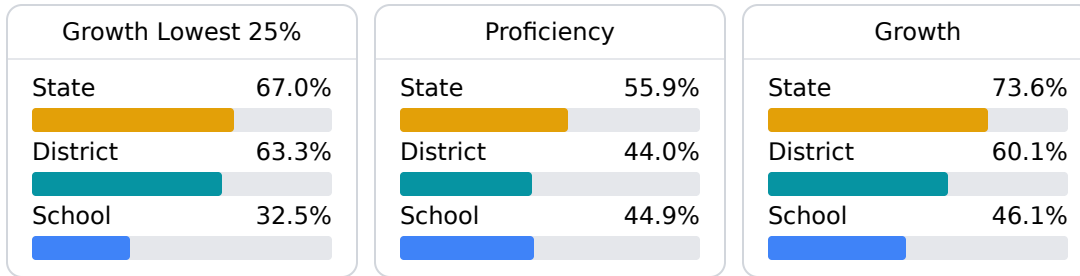 Growth Lowest 25%
State 67.0%
District 63.3%
School 32.5%
Proficiency
State 55.9%
District 44.0%
School 44.9%
Growth
State 73.6%
District 60.1%
School 46.1%